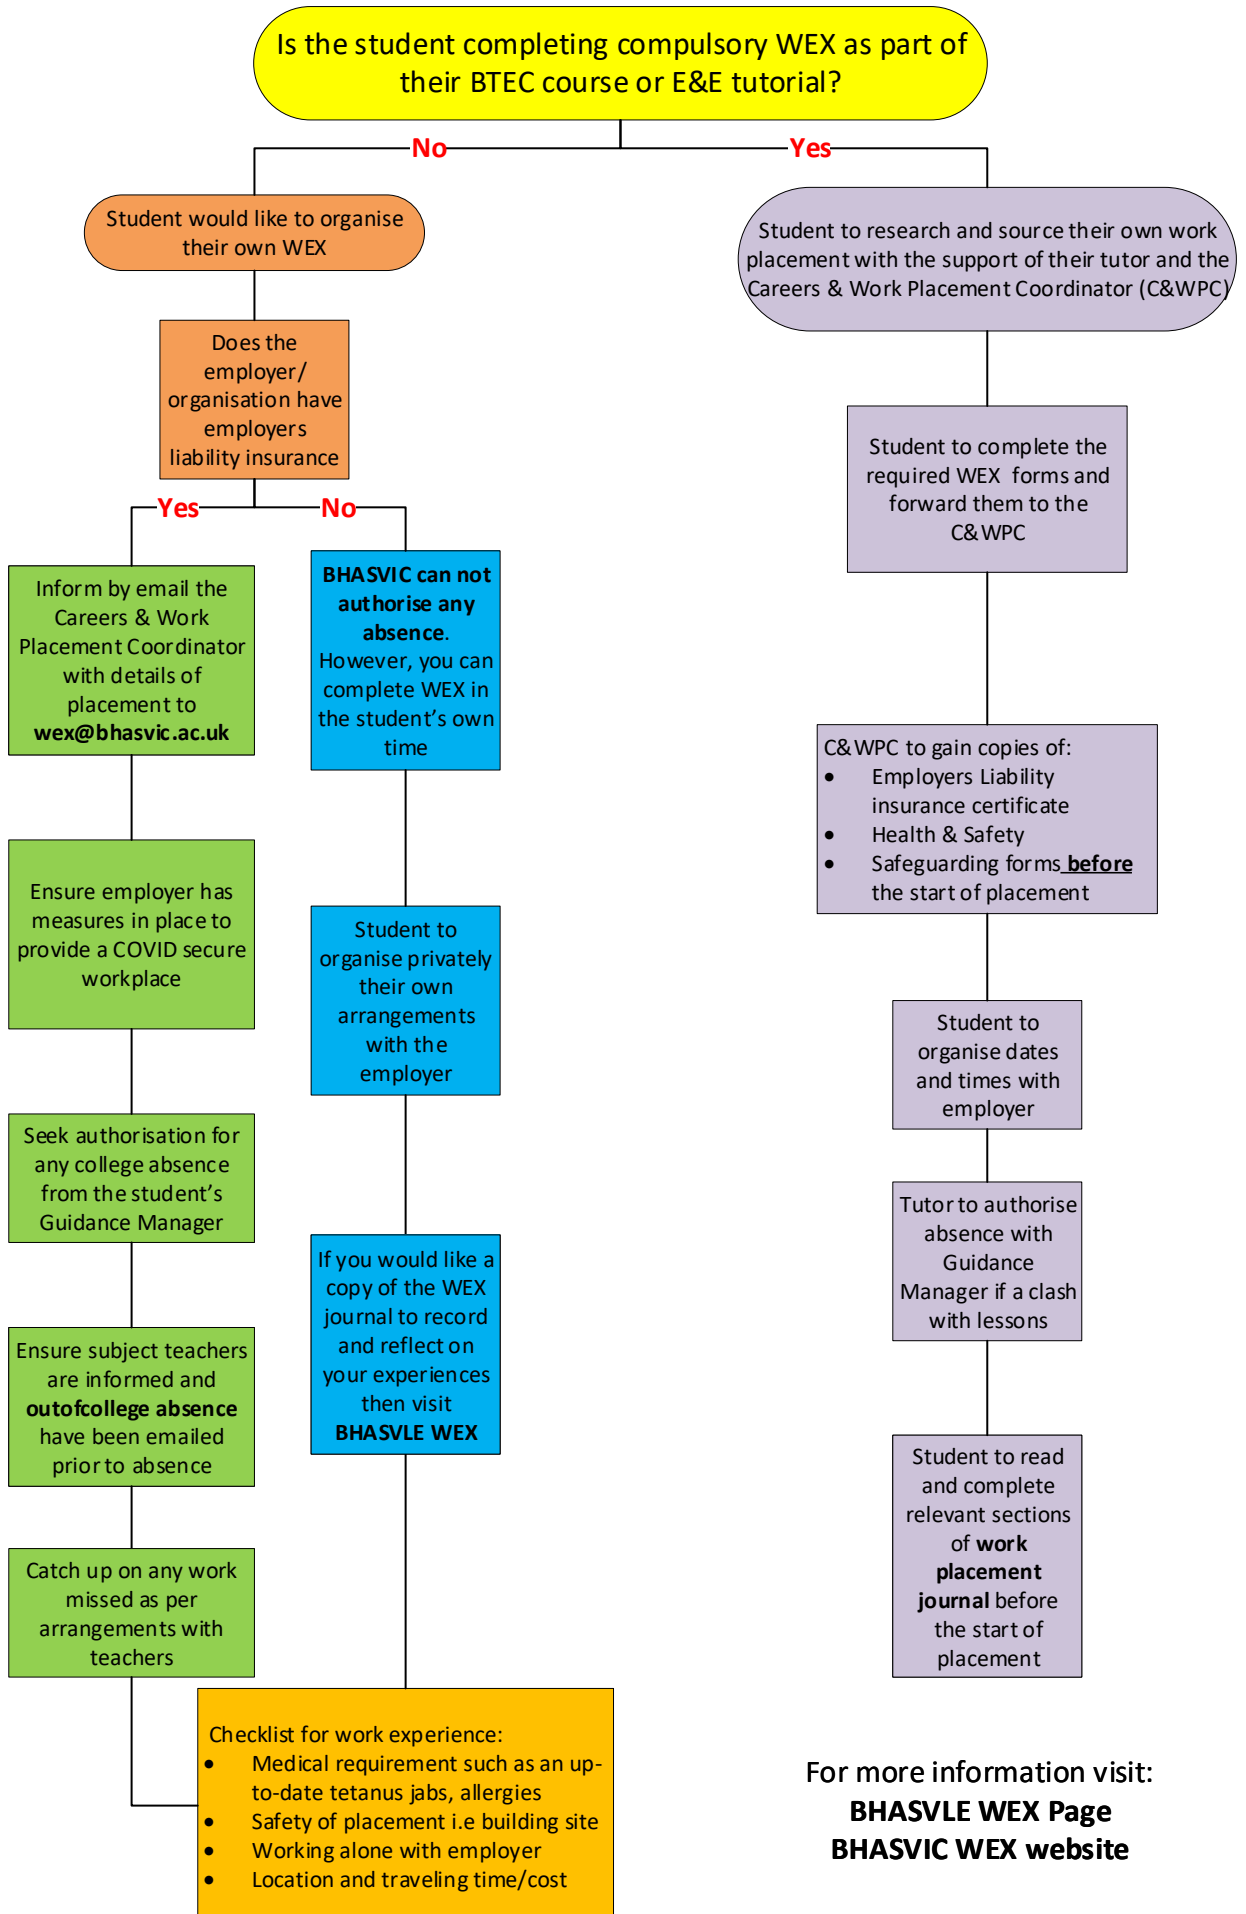 Is the student completing compulsory WEX as part of
their BTEC course or E&E tutorial?
No
Yes
Student would like to organise
their own WEX
Does the
employer/
organisation have
employers
liability insurance
Yes
No
Inform by email the
Careers & Work
Placement Coordinator
with details of
placement to
wex@bhasvic.ac.uk
Ensure employer has
measures in place to
provide a COVID secure
workplace
Seek authorisation for
any college absence
from the student's
Guidance Manager
Ensure subject teachers
are informed and
outofcollege absence
have been emailed
prior to absence
Catch up on any work
missed as per
arrangements with
teachers
BHASVIC can not
authorise any
absence.
However, you can
complete WEX in
the student's own
time
Student to
organise privately
their own
arrangements
with the
employer
If you would like a
copy of the WEX
journal to record
and reflect on
your experiences
then visit
BHASVLE WEX
Checklist for work experience:
• Medical requirement such as an up-
to-date tetanus jabs, allergies
• Safety of placement i.e building site
• Working alone with employer
• Location and traveling time/cost
Student to research and source their own work
placement with the support of their tutor and the
Careers & Work Placement Coordinator (C&WPC)
Student to complete the
required WEX forms and
forward them to the
C&WPC
C&WPC to gain copies of:
• Employers Liability
insurance certificate
• Health & Safety
• Safeguarding forms before
the start of placement
Student to
organise dates
and times with
employer
Tutor to authorise
absence with
Guidance
Manager if a clash
with lessons
Student to read
and complete
relevant sections
of work
placement
journal before
the start of
placement
For more information visit:
BHASVLE WEX Page
BHASVIC WEX website